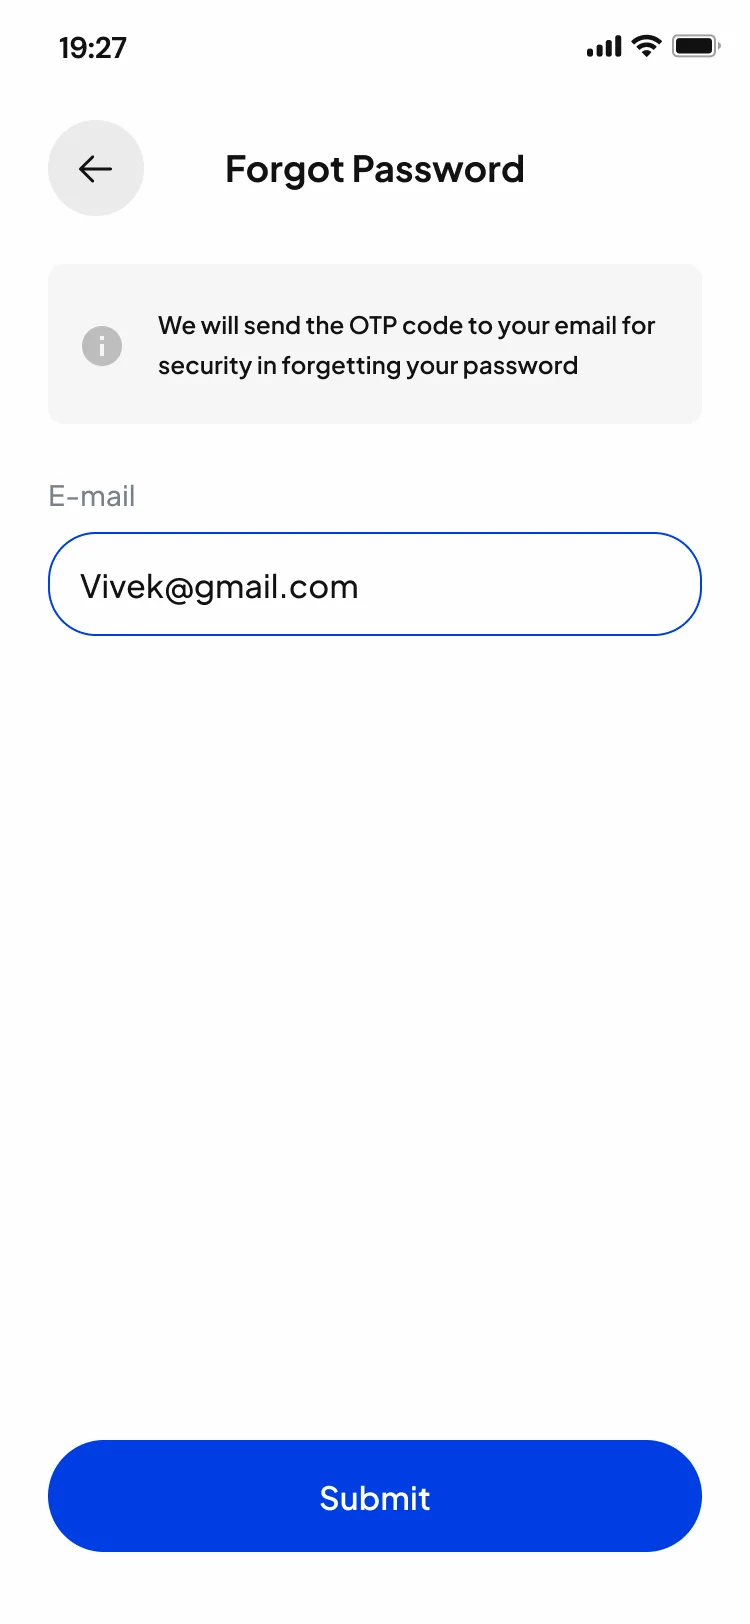 19:27
Forgot Password
We will send the OTP code to your email for
security in forgetting your password
E-mail
Vivek@gmail.com
Submit